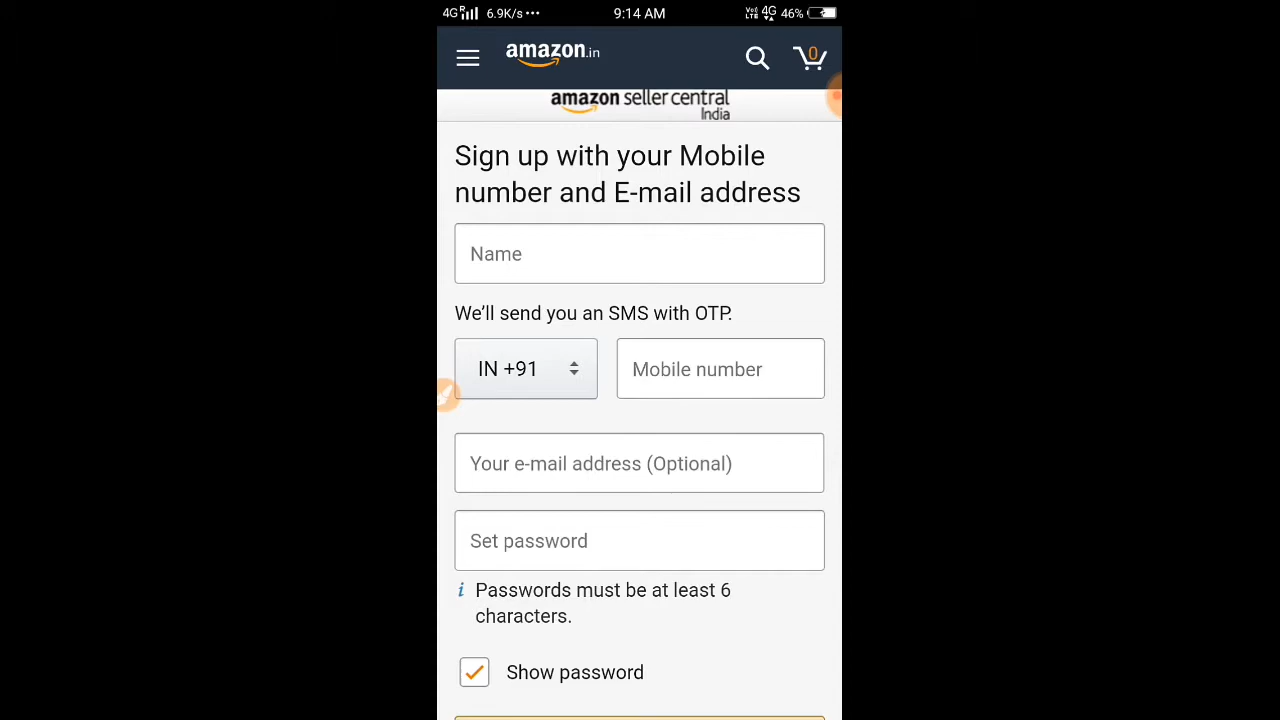 4G R 6.9K/s ••• 9:14 AM VoLTE 4G 46%
amazon.in 0
amazon seller central
India
Sign up with your Mobile
number and E-mail address
Name
We’ll send you an SMS with OTP.
IN +91 Mobile number
Your e-mail address (Optional)
Set password
i Passwords must be at least 6
characters.
Show password